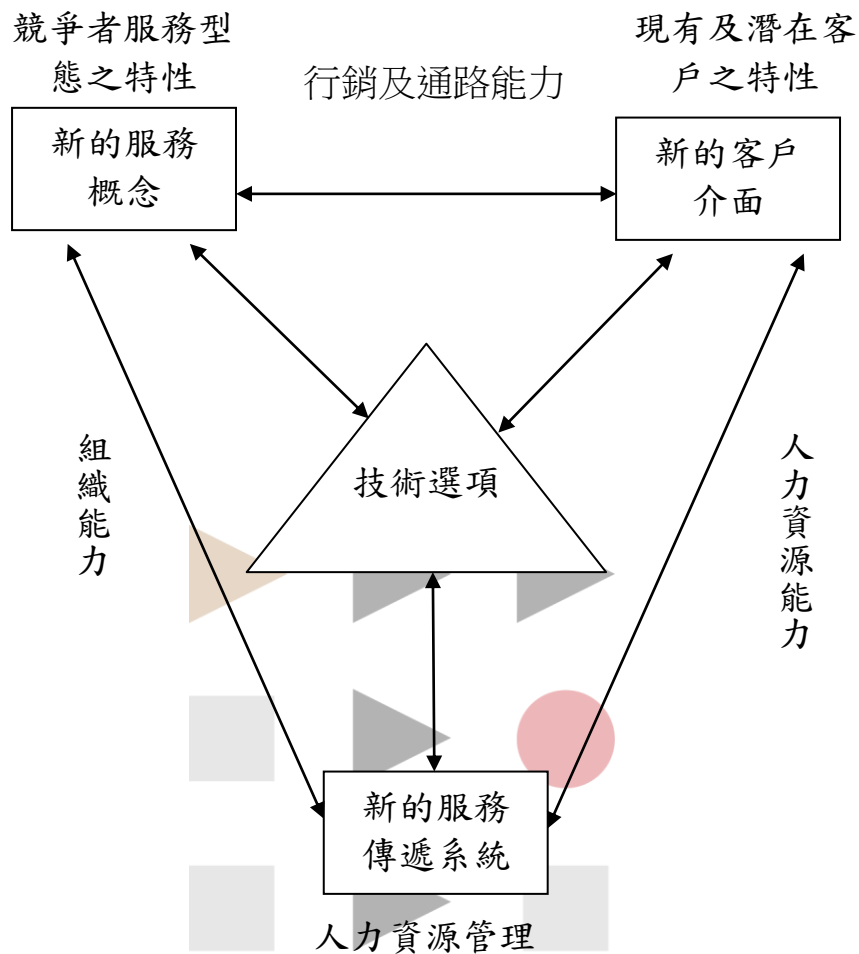 競爭者服務型
態之特性
現有及潛在客
戶之特性
行銷及通路能力
新的服務
概念
新的客戶
介面
組織能力
技術選項
人力資源能力
新的服務
傳遞系統
人力資源管理